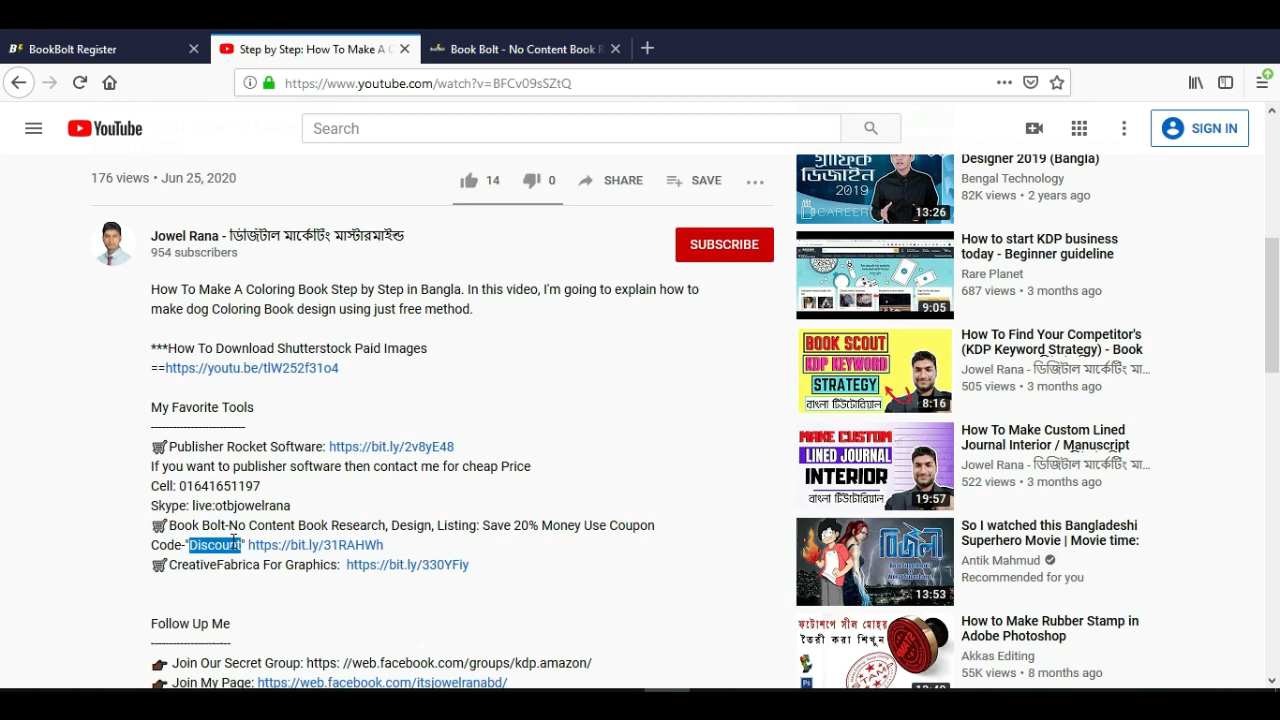 BookBolt Register
Step by Step: How To Make A C
Book Bolt - No Content Book R
https://www.youtube.com/watch?v=BFCv09sSZtQ
YouTube
Search
SIGN IN
176 views • Jun 25, 2020
14
0
SHARE
SAVE
Jowel Rana - ডিজিটাল মার্কেটিং মাস্টারমাইন্ড
954 subscribers
SUBSCRIBE
How To Make A Coloring Book Step by Step in Bangla. In this video, I'm going to explain how to
make dog Coloring Book design using just free method.
***How To Download Shutterstock Paid Images
==https://youtu.be/tlW252f31o4
My Favorite Tools
--------------------------
Publisher Rocket Software: https://bit.ly/2v8yE48
If you want to publisher software then contact me for cheap Price
Cell: 01641651197
Skype: live:otbjowelrana
Book Bolt-No Content Book Research, Design, Listing: Save 20% Money Use Coupon
Code-"Discount" https://bit.ly/31RAHWh
CreativeFabrica For Graphics: https://bit.ly/330YFiy
Follow Up Me
----------------------
Join Our Secret Group: https: //web.facebook.com/groups/kdp.amazon/
Join My Page: https://web.facebook.com/itsjowelranabd/
গ্রাফিক
ডিজাইন
2019
CAREER
13:26
Designer 2019 (Bangla)
Bengal Technology
82K views • 2 years ago
9:05
How to start KDP business
today - Beginner guideline
Rare Planet
687 views • 3 months ago
BOOK SCOUT
KDP KEYWORD
STRATEGY
বাংলা টিউটোরিয়াল
8:16
How To Find Your Competitor's
(KDP Keyword Strategy) - Book
Jowel Rana - ডিজিটাল মার্কেটিং মা...
505 views • 3 months ago
MAKE CUSTOM
LINED JOURNAL
INTERIOR
বাংলা টিউটোরিয়াল
19:57
How To Make Custom Lined
Journal Interior / Manuscript
Jowel Rana - ডিজিটাল মার্কেটিং মা...
522 views • 3 months ago
বিজলী
13:53
So I watched this Bangladeshi
Superhero Movie | Movie time:
Antik Mahmud
Recommended for you
ফটোশপে সীল মোহর
তৈরী করা শিখুন
Ps
How to Make Rubber Stamp in
Adobe Photoshop
Akkas Editing
55K views • 8 months ago